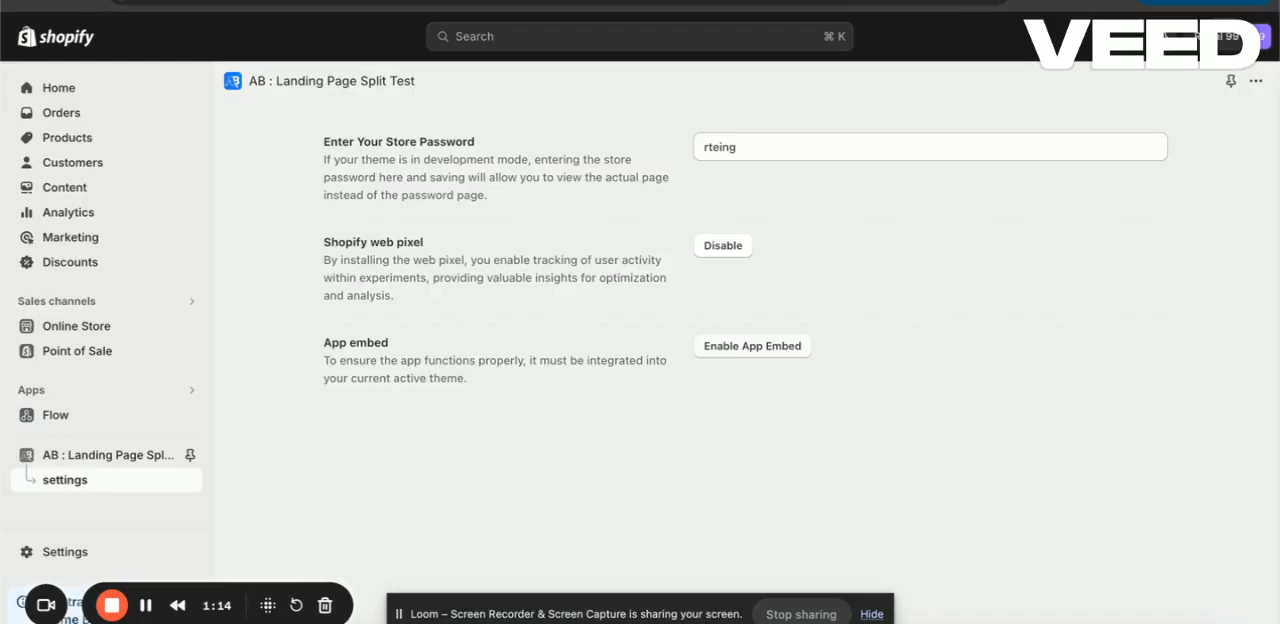 shopify
Search
⌘ K
VEED
AB : Landing Page Split Test
Home
Orders
Products
Customers
Content
Analytics
Marketing
Discounts
Sales channels
Online Store
Point of Sale
Apps
Flow
AB : Landing Page Spl...
settings
Settings
Enter Your Store Password
If your theme is in development mode, entering the store
password here and saving will allow you to view the actual page
instead of the password page.
rteing
Shopify web pixel
By installing the web pixel, you enable tracking of user activity
within experiments, providing valuable insights for optimization
and analysis.
Disable
App embed
To ensure the app functions properly, it must be integrated into
your current active theme.
Enable App Embed
1:14
Loom – Screen Recorder & Screen Capture is sharing your screen.
Stop sharing
Hide